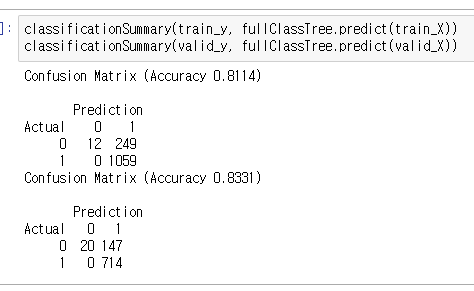 ]:
classificationSummary(train_y, fullClassTree.predict(train_X))
classificationSummary(valid_y, fullClassTree.predict(valid_X))
Confusion Matrix (Accuracy 0.8114)
Prediction
Actual 0 1
0 12 249
1 0 1059
Confusion Matrix (Accuracy 0.8331)
Prediction
Actual 0 1
0 20 147
1 0 714